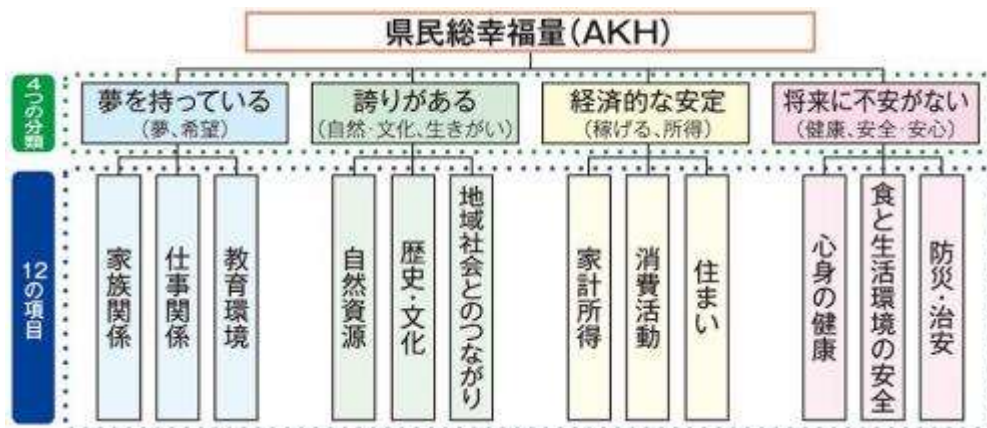 県民総幸福量(AKH)
4つの分類
夢を持っている
(夢、希望)
誇りがある
(自然・文化、生きがい)
経済的な安定
(稼げる、所得)
将来に不安がない
(健康、安全・安心)
12の項目
家族関係
仕事関係
教育環境
自然資源
歴史・文化
地域社会とのつながり
家計所得
消費活動
住まい
心身の健康
食と生活環境の安全
防災・治安